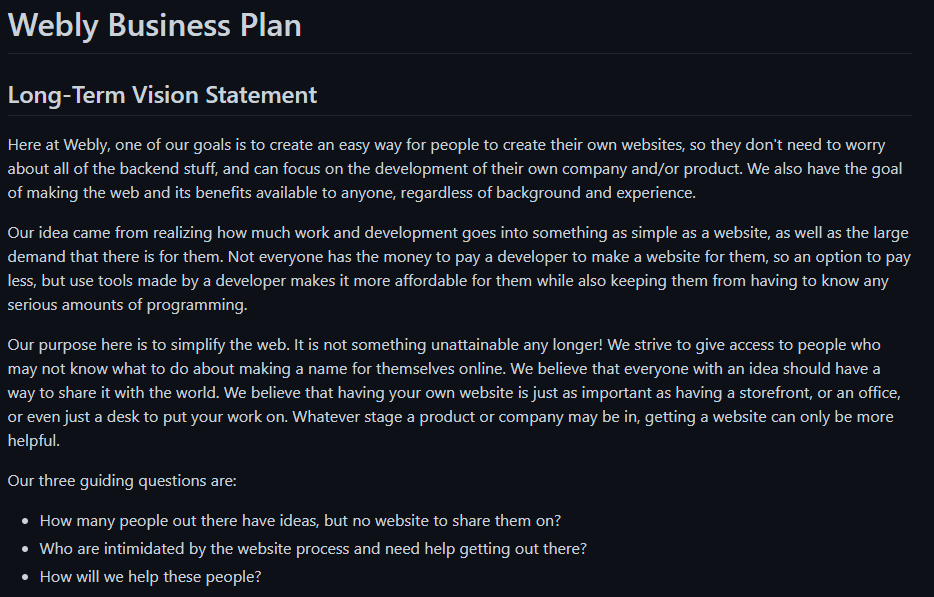 Webly Business Plan
Long-Term Vision Statement
Here at Webly, one of our goals is to create an easy way for people to create their own websites, so they don't need to worry
about all of the backend stuff, and can focus on the development of their own company and/or product. We also have the goal
of making the web and its benefits available to anyone, regardless of background and experience.
Our idea came from realizing how much work and development goes into something as simple as a website, as well as the large
demand that there is for them. Not everyone has the money to pay a developer to make a website for them, so an option to pay
less, but use tools made by a developer makes it more affordable for them while also keeping them from having to know any
serious amounts of programming.
Our purpose here is to simplify the web. It is not something unattainable any longer! We strive to give access to people who
may not know what to do about making a name for themselves online. We believe that everyone with an idea should have a
way to share it with the world. We believe that having your own website is just as important as having a storefront, or an office,
or even just a desk to put your work on. Whatever stage a product or company may be in, getting a website can only be more
helpful.
Our three guiding questions are:
• How many people out there have ideas, but no website to share them on?
• Who are intimidated by the website process and need help getting out there?
• How will we help these people?